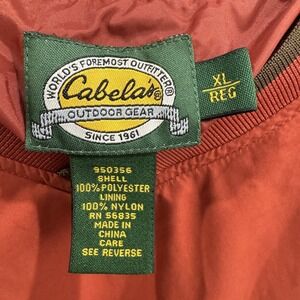 WORLD'S FOREMOST OUTFITTER®
Cabela's®
OUTDOOR GEAR
SINCE 1961
XL
REG
950356
SHELL
100% POLYESTER
LINING
100% NYLON
RN 56835
MADE IN
CHINA
CARE
SEE REVERSE